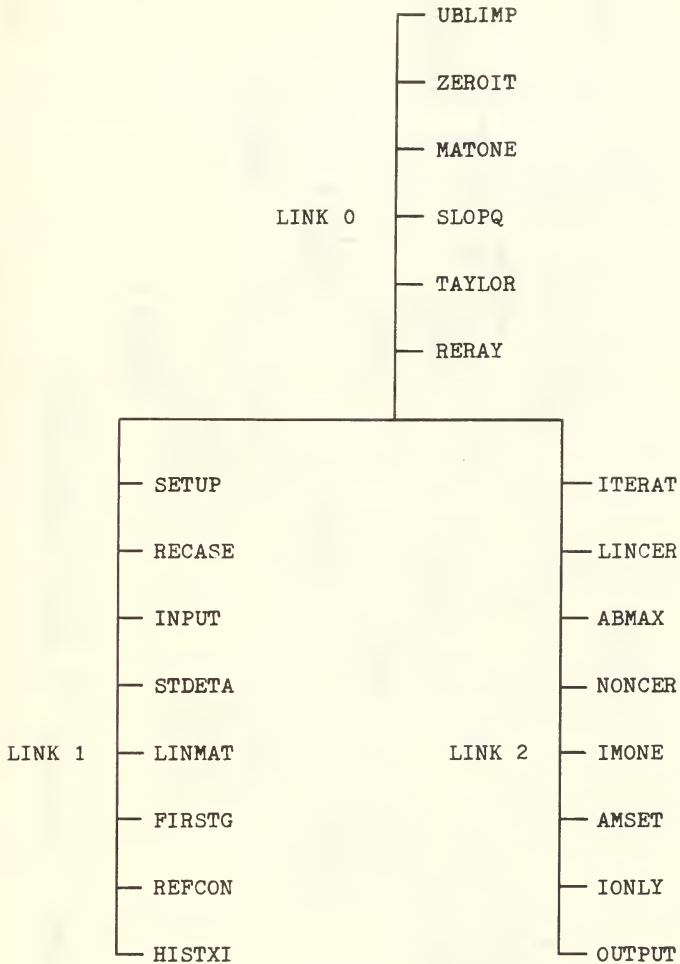 UBLIMP
ZEROIT
MATONE
LINK 0
SLOPQ
TAYLOR
RERAY
SETUP
RECASE
INPUT
STDETA
LINK 1
LINMAT
FIRSTG
REFCON
HISTXI
ITERAT
LINCER
ABMAX
NONCER
LINK 2
IMONE
AMSET
IONLY
OUTPUT